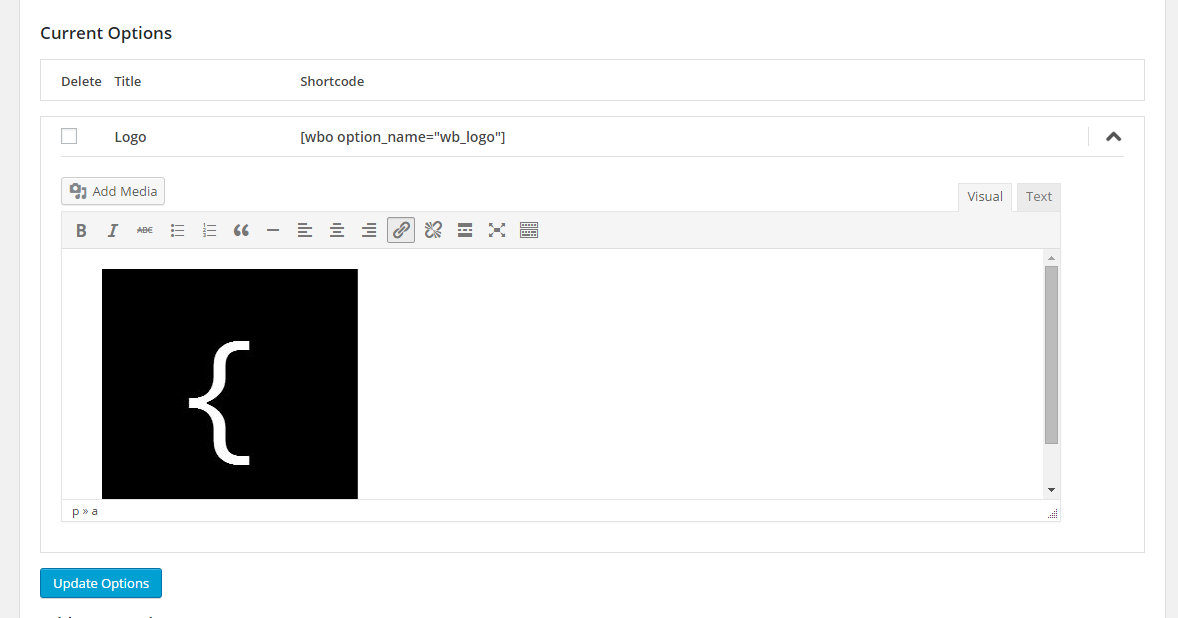 Current Options
Delete Title Shortcode
Logo [wbo option_name="wb_logo"]
Add Media
Visual Text
B I ABC
{
p » a
Update Options